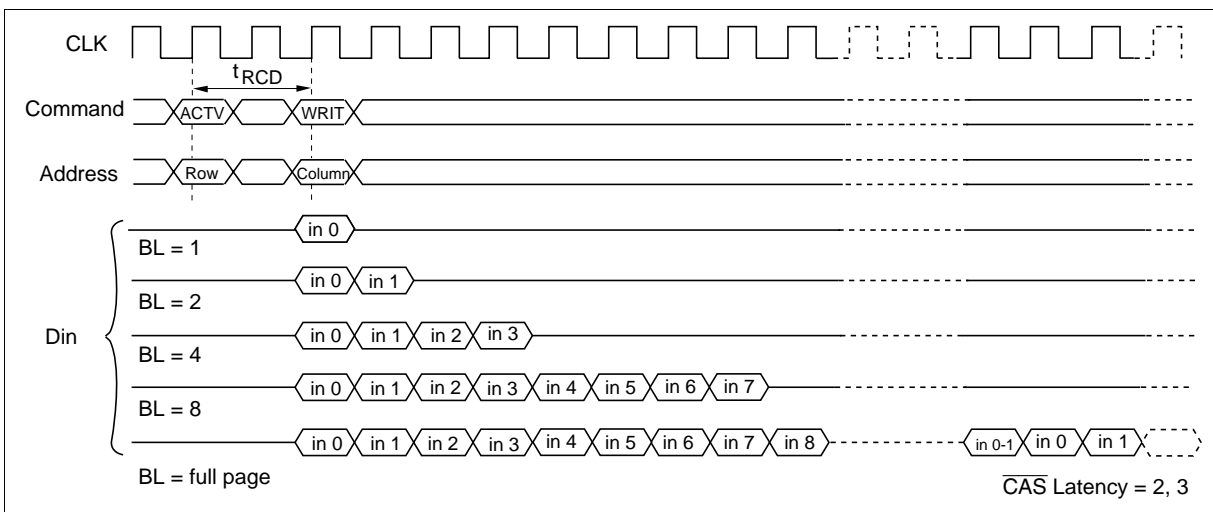 CLK
tRCD
Command ACTV WRIT
Address Row Column
in 0
BL = 1
in 0 in 1
BL = 2
Din
in 0 in 1 in 2 in 3
BL = 4
in 0 in 1 in 2 in 3 in 4 in 5 in 6 in 7
BL = 8
in 0 in 1 in 2 in 3 in 4 in 5 in 6 in 7 in 8 in 0-1 in 0 in 1
BL = full page
CAS Latency = 2, 3